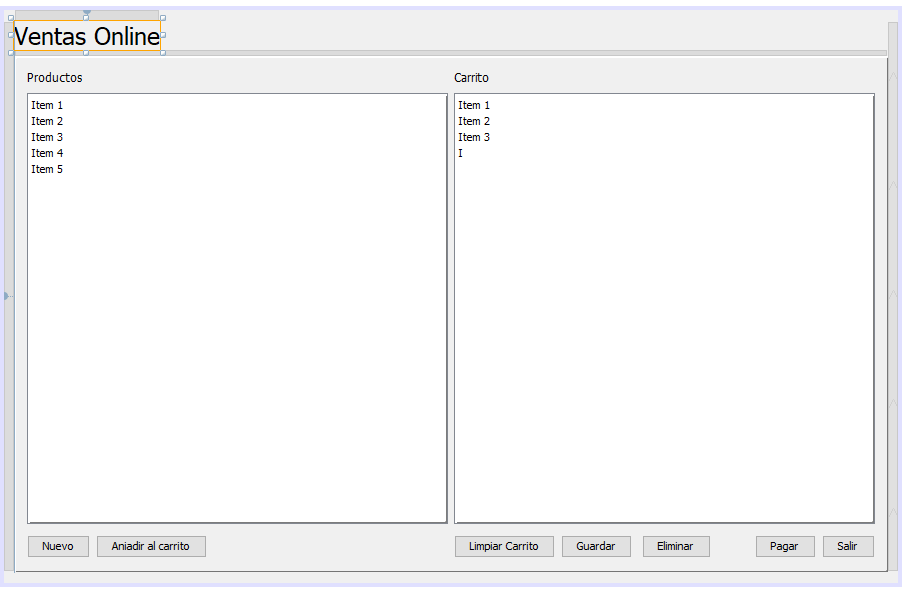 Ventas Online
Productos
Item 1
Item 2
Item 3
Item 4
Item 5
Carrito
Item 1
Item 2
Item 3
I
Nuevo
Aniadir al carrito
Limpiar Carrito
Guardar
Eliminar
Pagar
Salir